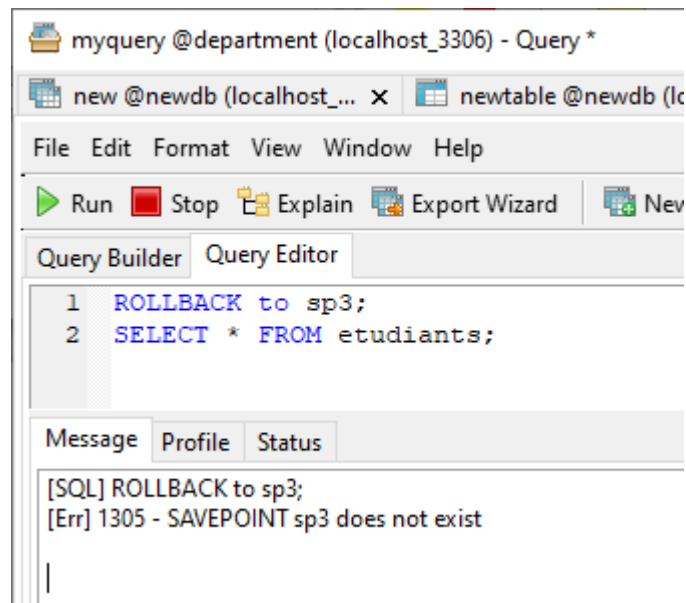 myquery @department (localhost_3306) - Query *
new @newdb (localhost_... × newtable @newdb (lo
File Edit Format View Window Help
Run Stop Explain Export Wizard New
Query Builder Query Editor
1 ROLLBACK to sp3;
2 SELECT * FROM etudiants;
Message Profile Status
[SQL] ROLLBACK to sp3;
[Err] 1305 - SAVEPOINT sp3 does not exist